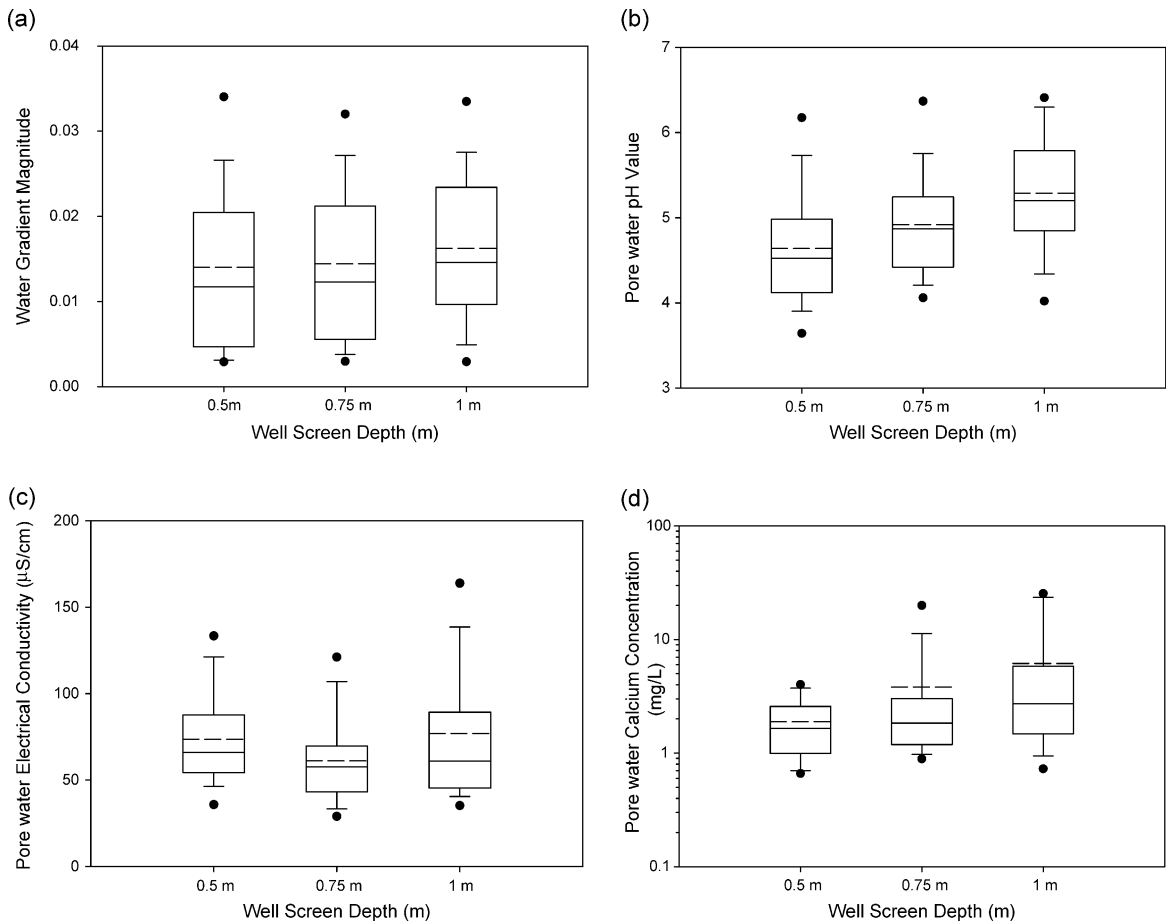 (a)
Water Gradient Magnitude
0.04
0.03
0.02
0.01
0.00
0.5m
0.75 m
1 m
Well Screen Depth (m)
(b)
Pore water pH Value
7
6
5
4
3
0.5 m
0.75 m
1 m
Well Screen Depth (m)
(c)
Pore water Electrical Conductivity (µS/cm)
200
150
100
50
0
0.5 m
0.75 m
1 m
Well Screen Depth (m)
(d)
Pore water Calcium Concentration
(mg/L)
100
10
1
0.1
0.5 m
0.75 m
1 m
Well Screen Depth (m)